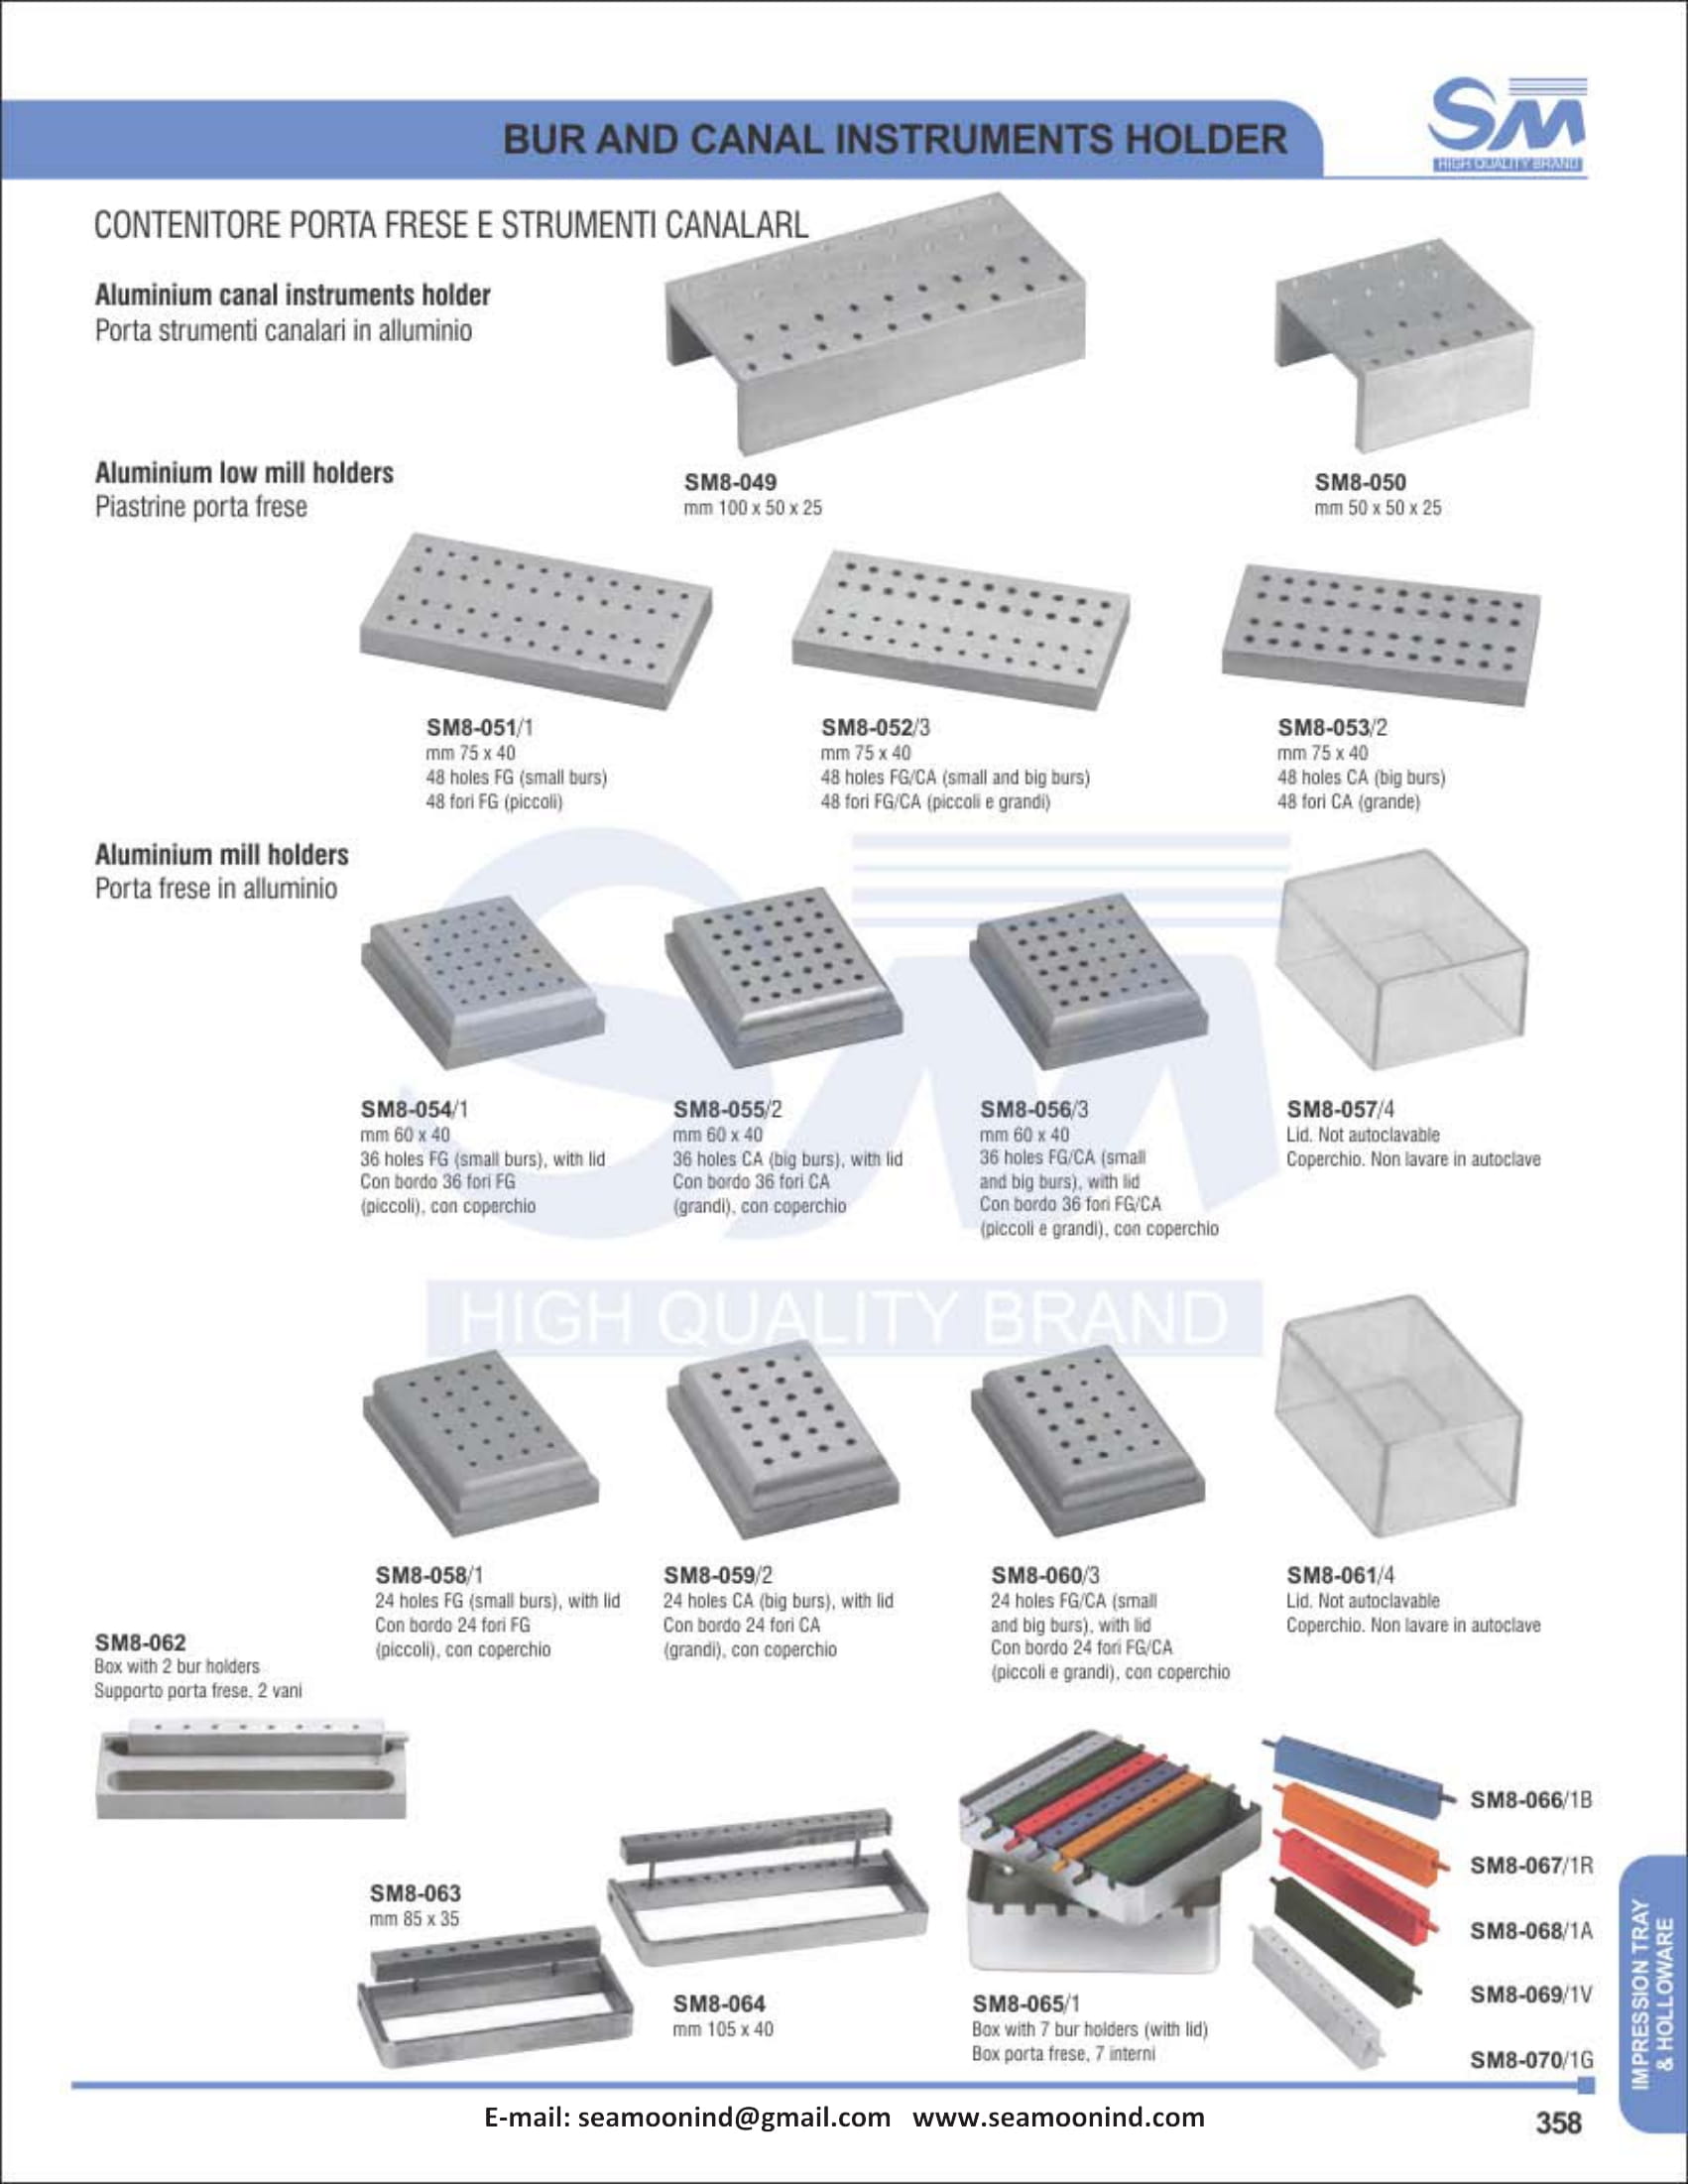 SM
HIGH QUALITY BRAND
BUR AND CANAL INSTRUMENTS HOLDER
CONTENITORE PORTA FRESE E STRUMENTI CANALARL
Aluminium canal instruments holder
Porta strumenti canalari in alluminio
SM8-049
mm 100 x 50 x 25
SM8-050
mm 50 x 50 x 25
Aluminium low mill holders
Piastrine porta frese
SM8-051/1
mm 75 x 40
48 holes FG (small burs)
48 fori FG (piccoli)
SM8-052/3
mm 75 x 40
48 holes FG/CA (small and big burs)
48 fori FG/CA (piccoli e grandi)
SM8-053/2
mm 75 x 40
48 holes CA (big burs)
48 fori CA (grande)
Aluminium mill holders
Porta frese in alluminio
SM8-054/1
mm 60 x 40
36 holes FG (small burs), with lid
Con bordo 36 fori FG
(piccoli), con coperchio
SM8-055/2
mm 60 x 40
36 holes CA (big burs), with lid
Con bordo 36 fori CA
(grandi), con coperchio
SM8-056/3
mm 60 x 40
36 holes FG/CA (small
and big burs), with lid
Con bordo 36 fori FG/CA
(piccoli e grandi), con coperchio
SM8-057/4
Lid. Not autoclavable
Coperchio. Non lavare in autoclave
SM
HIGH QUALITY BRAND
SM8-058/1
24 holes FG (small burs), with lid
Con bordo 24 fori FG
(piccoli), con coperchio
SM8-059/2
24 holes CA (big burs), with lid
Con bordo 24 fori CA
(grandi), con coperchio
SM8-060/3
24 holes FG/CA (small
and big burs), with lid
Con bordo 24 fori FG/CA
(piccoli e grandi), con coperchio
SM8-061/4
Lid. Not autoclavable
Coperchio. Non lavare in autoclave
SM8-062
Box with 2 bur holders
Supporto porta frese, 2 vani
SM8-063
mm 85 x 35
SM8-064
mm 105 x 40
SM8-065/1
Box with 7 bur holders (with lid)
Box porta frese, 7 interni
SM8-066/1B
SM8-067/1R
SM8-068/1A
SM8-069/1V
SM8-070/1G
IMPRESSION TRAY
& HOLLOWARE
E-mail: seamoonind@gmail.com www.seamoonind.com
358